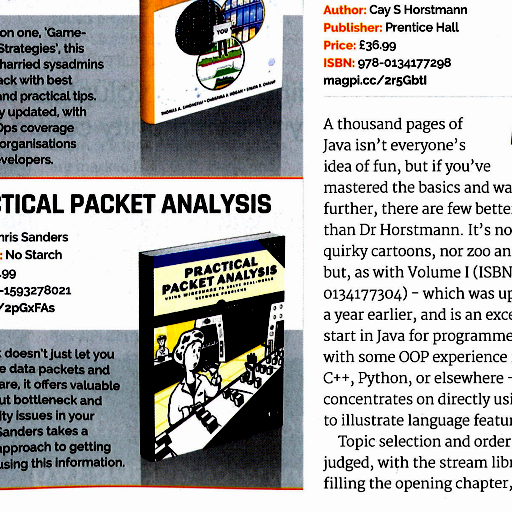 on one, 'Game-
Strategies', this
harried sysadmins
ack with best
and practical tips.
y updated, with
Ops coverage
organisations
velopers.
YOU
THOMAS A. LIMONCELLI • CHRISTINA J. HOGAN • STRATA R. CHALUP
CTICAL PACKET ANALYSIS
hris Sanders
: No Starch
.99
-1593278021
/2pGxFAs
PRACTICAL
PACKET ANALYSIS
USING WIRESHARK TO SOLVE REAL-WORLD
NETWORK PROBLEMS
k doesn't just let you
e data packets and
are, it offers valuable
ut bottleneck and
ity issues in your
Sanders takes a
approach to getting
using this information.
Author: Cay S Horstmann
Publisher: Prentice Hall
Price: £36.99
ISBN: 978-0134177298
magpi.cc/2r5GbtI
A thousand pages of
Java isn't everyone's
idea of fun, but if you've
mastered the basics and wa
further, there are few bette
than Dr Horstmann. It's no
quirky cartoons, nor zoo an
but, as with Volume I (ISBN
0134177304) – which was up
a year earlier, and is an exce
start in Java for programme
with some OOP experience
C++, Python, or elsewhere –
concentrates on directly usi
to illustrate language featur
Topic selection and order
judged, with the stream libr
filling the opening chapter,